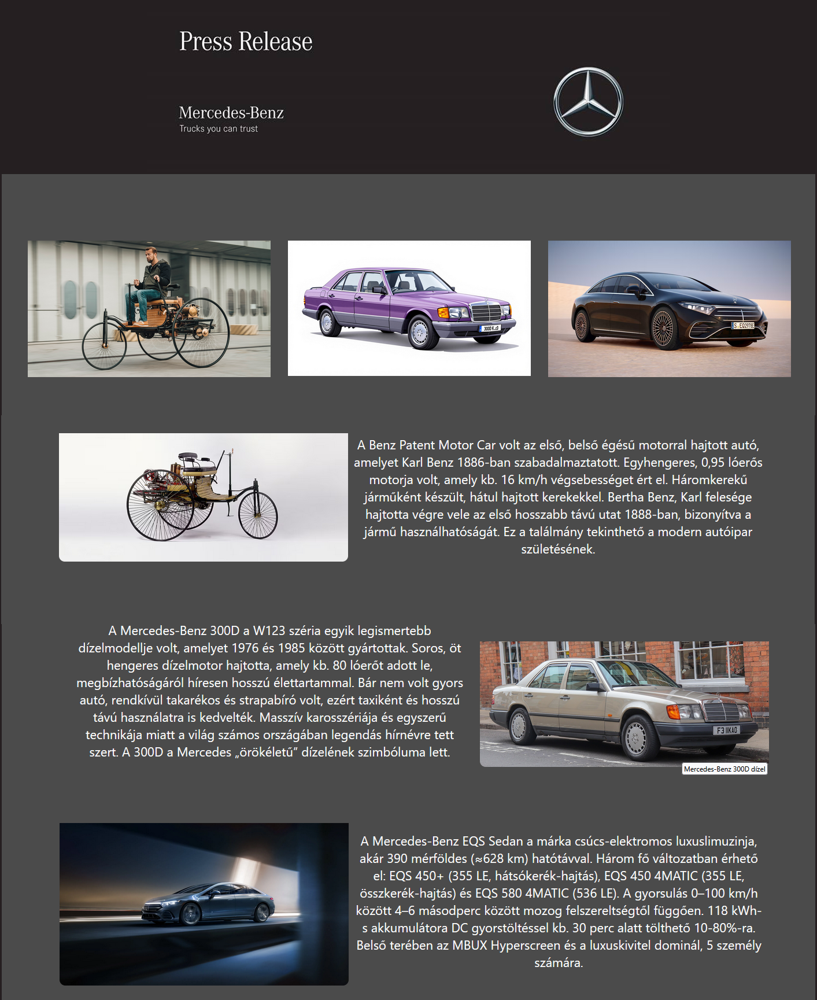 Press Release
Mercedes-Benz
Trucks you can trust
3000 K.cD
S EQ2978E
A Benz Patent Motor Car volt az első, belső égésű motorral hajtott autó,
amelyet Karl Benz 1886-ban szabadalmaztatott. Egyhengeres, 0,95 lóerős
motorja volt, amely kb. 16 km/h végsebességet ért el. Háromkerekű
járműként készült, hátul hajtott kerekekkel. Bertha Benz, Karl felesége
hajtotta végre vele az első hosszabb távú utat 1888-ban, bizonyítva a
jármű használhatóságát. Ez a találmány tekinthető a modern autóipar
születésének.
A Mercedes-Benz 300D a W123 széria egyik legismertebb
dízelmodellje volt, amelyet 1976 és 1985 között gyártottak. Soros, öt
hengeres dízelmotor hajtotta, amely kb. 80 lóerőt adott le,
megbízhatóságáról híresen hosszú élettartammal. Bár nem volt gyors
autó, rendkívül takarékos és strapabíró volt, ezért taxiként és hosszú
távú használatra is kedvelték. Masszív karosszériája és egyszerű
technikája miatt a világ számos országában legendás hírnévre tett
szert. A 300D a Mercedes „örökéletű” dízelének szimbóluma lett.
F3 IIKAO
Mercedes-Benz 300D dízel
A Mercedes-Benz EQS Sedan a márka csúcs-elektromos luxuslimuzinja,
akár 390 mérföldes (≈628 km) hatótávval. Három fő változatban érhető
el: EQS 450+ (355 LE, hátsókerék-hajtás), EQS 450 4MATIC (355 LE,
összkerék-hajtás) és EQS 580 4MATIC (536 LE). A gyorsulás 0–100 km/h
között 4–6 másodperc között mozog felszereltségtől függően. 118 kWh-
s akkumulátora DC gyorstöltéssel kb. 30 perc alatt tölthető 10-80%-ra.
Belső terében az MBUX Hyperscreen és a luxuskivitel dominál, 5 személy
számára.